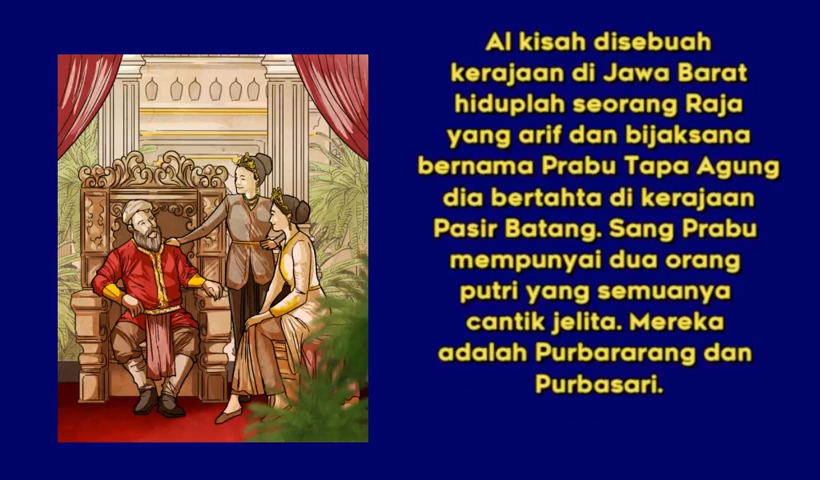 Al kisah disebuah
kerajaan di Jawa Barat
hiduplah seorang Raja
yang arif dan bijaksana
bernama Prabu Tapa Agung
dia bertahta di kerajaan
Pasir Batang. Sang Prabu
mempunyai dua orang
putri yang semuanya
cantik jelita. Mereka
adalah Purbararang dan
Purbasari.